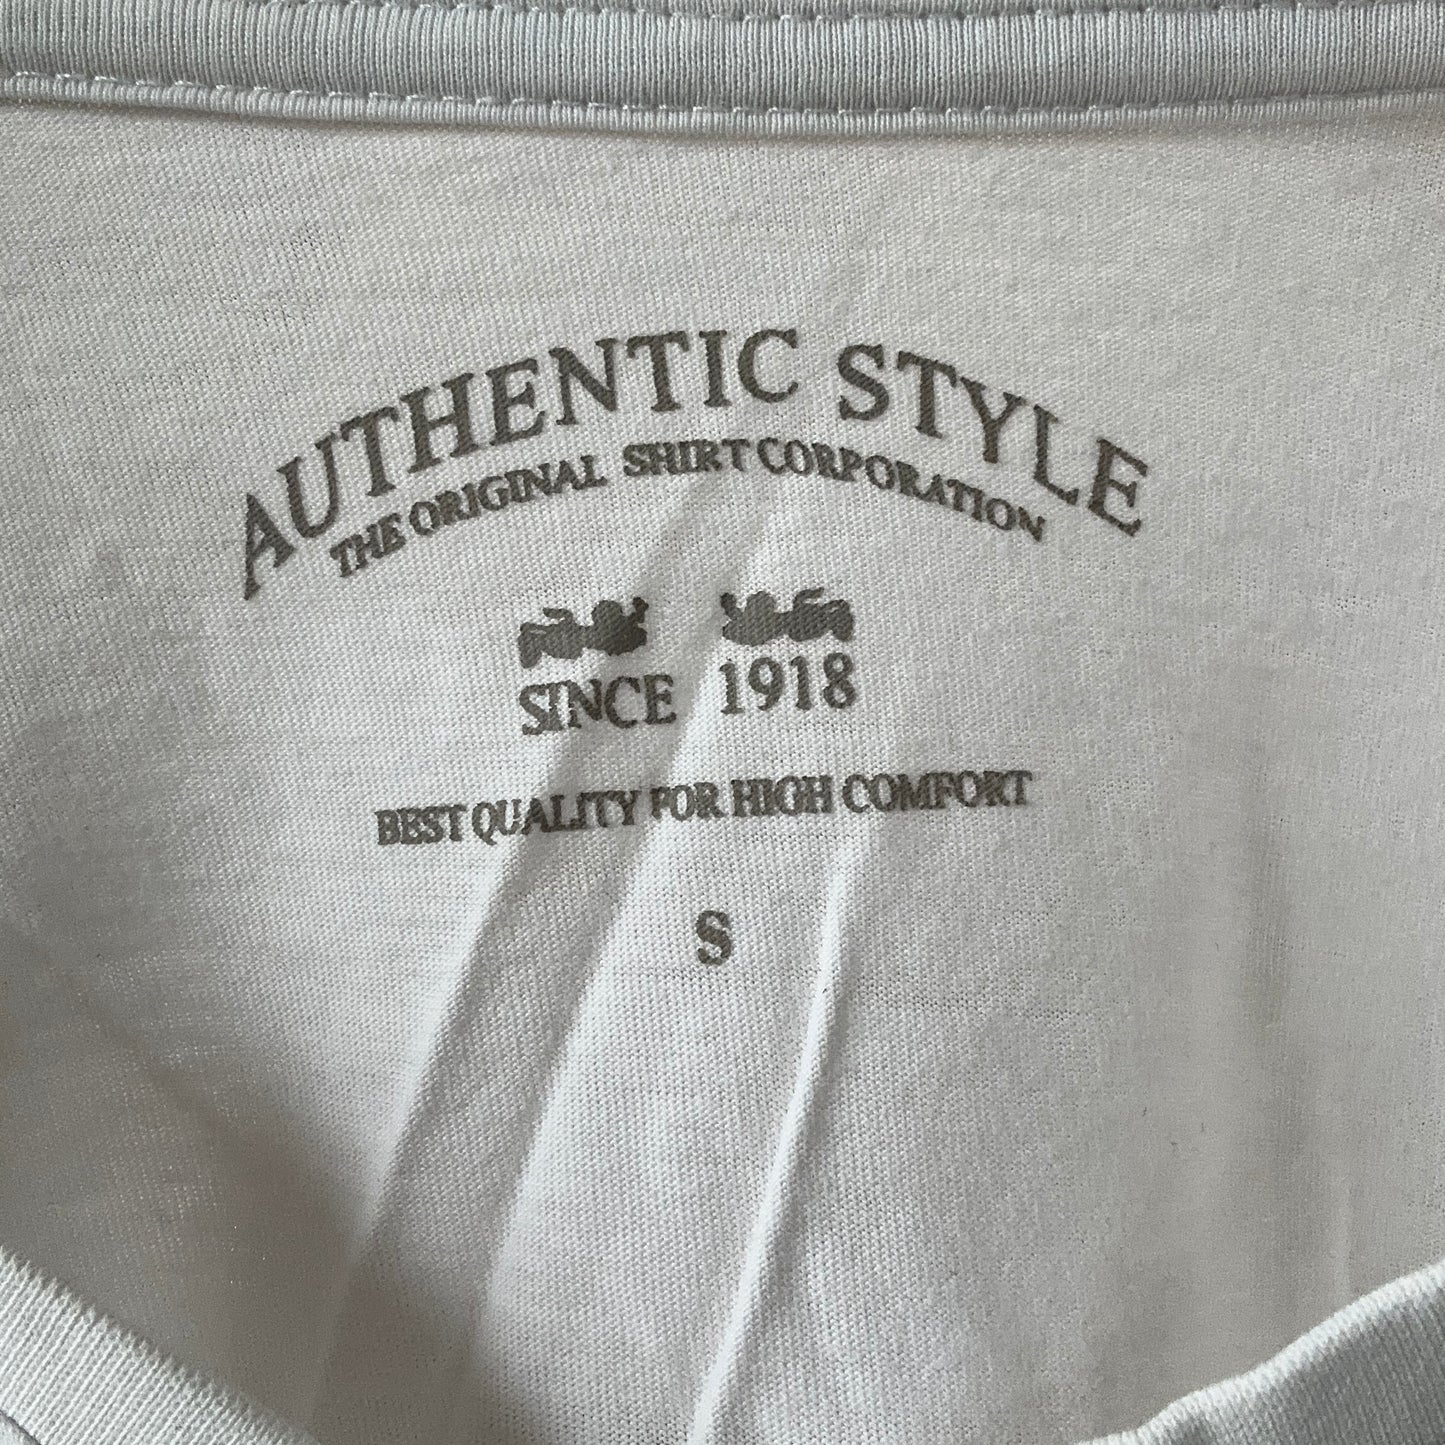 AUTHENTIC STYLE
THE ORIGINAL SHIRT CORPORATION
SINCE 1918
BEST QUALITY FOR HIGH COMFORT
S